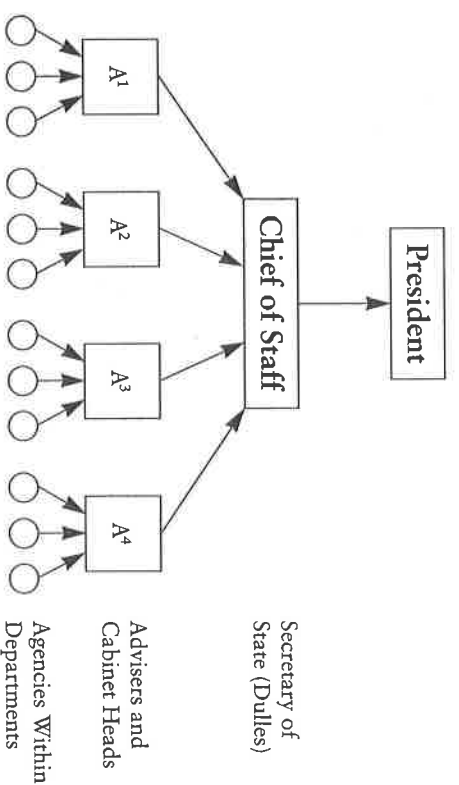 President
Chief of Staff
Secretary of
State (Dulles)
A¹
A²
A³
A⁴
Advisers and
Cabinet Heads
Agencies Within
Departments